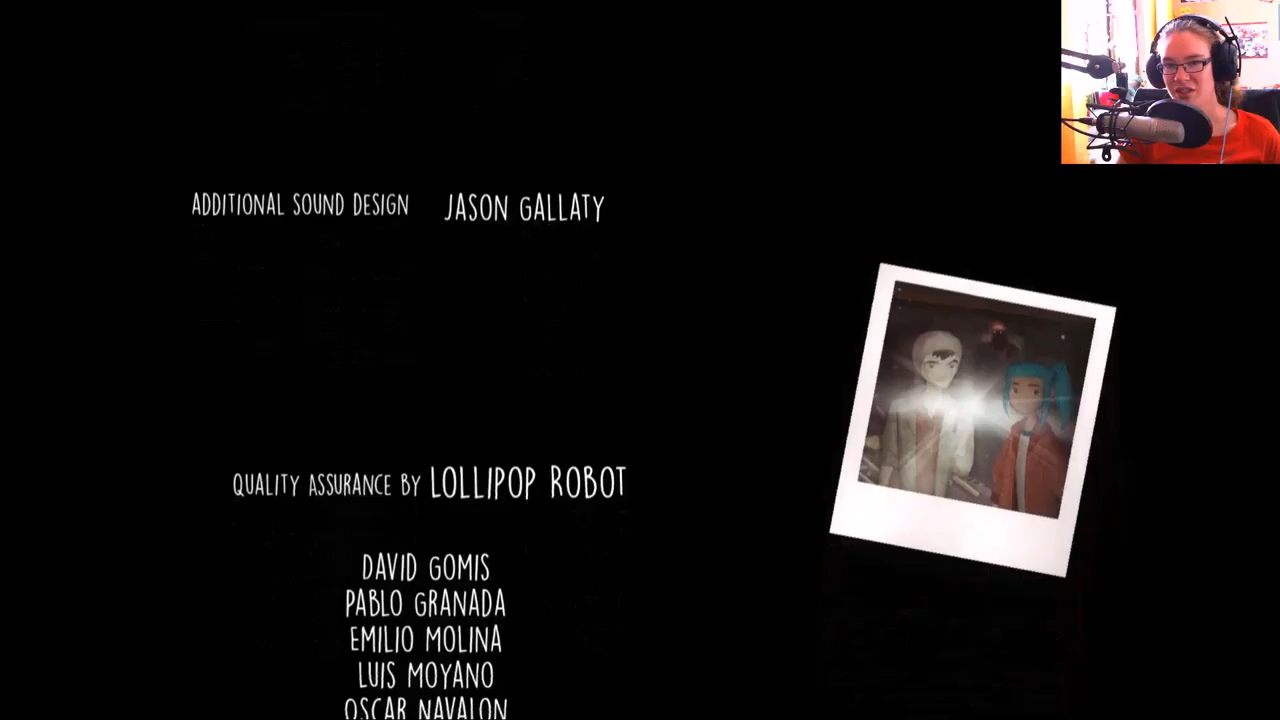 ADDITIONAL SOUND DESIGN JASON GALLATY
QUALITY ASSURANCE BY LOLLIPOP ROBOT
DAVID GOMIS
PABLO GRANADA
EMILIO MOLINA
LUIS MOYANO
OSCAR NAVALON